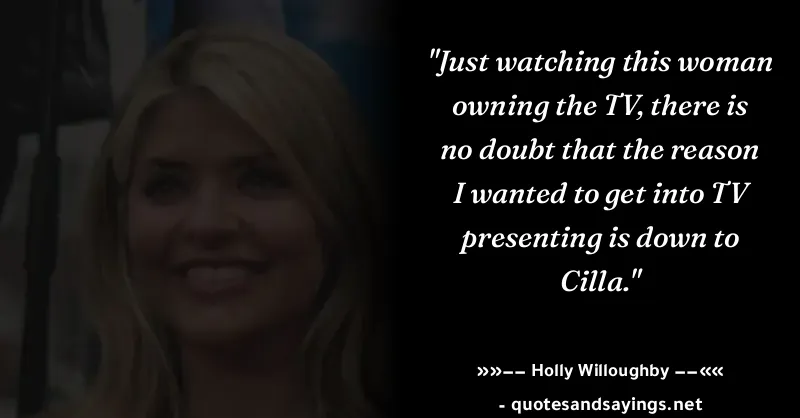 "Just watching this woman
owning the TV, there is
no doubt that the reason
I wanted to get into TV
presenting is down to
Cilla."
»»–– Holly Willoughby ––««
- quotesandsayings.net